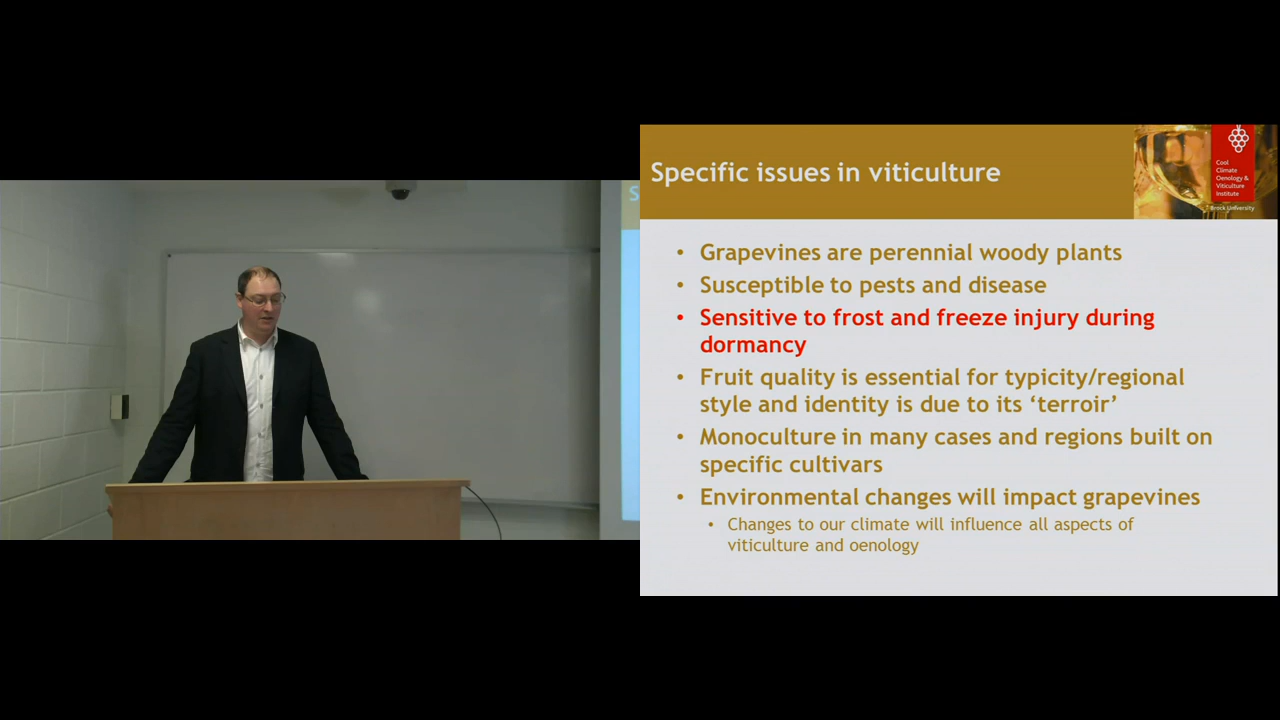 Specific issues in viticulture
Cool
Climate
Oenology &
Viticulture
Institute
Brock University
• Grapevines are perennial woody plants
• Susceptible to pests and disease
• Sensitive to frost and freeze injury during
dormancy
• Fruit quality is essential for typicity/regional
style and identity is due to its ‘terroir’
• Monoculture in many cases and regions built on
specific cultivars
• Environmental changes will impact grapevines
• Changes to our climate will influence all aspects of
viticulture and oenology
S